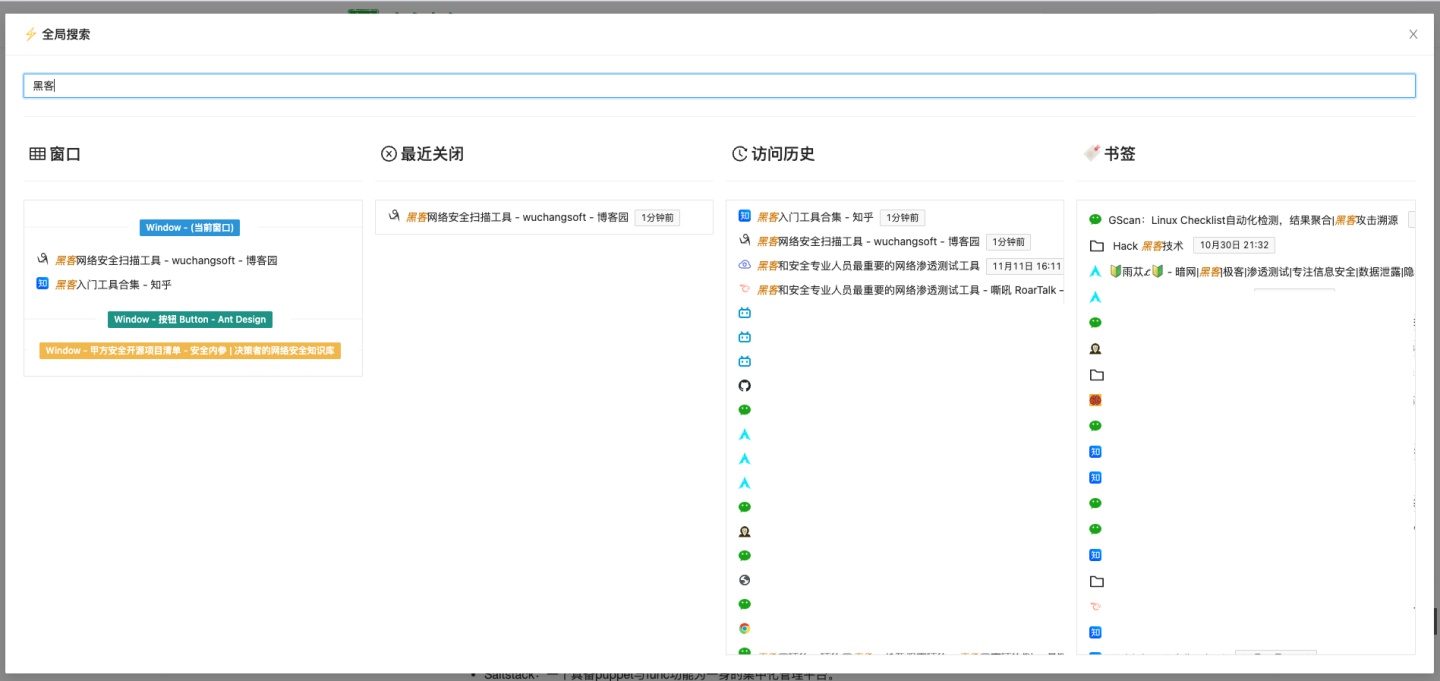 全局搜索
黑客
窗口
Window - (当前窗口)
黑客网络安全扫描工具 - wuchangsoft - 博客园
黑客入门工具合集 - 知乎
Window - 按钮 Button - Ant Design
Window - 甲方安全开源项目清单 - 安全内参 | 决策者的网络安全知识库
最近关闭
黑客网络安全扫描工具 - wuchangsoft - 博客园 1分钟前
访问历史
黑客入门工具合集 - 知乎 1分钟前
黑客网络安全扫描工具 - wuchangsoft - 博客园 1分钟前
黑客和安全专业人员最重要的网络渗透测试工具 11月11日 16:11
黑客和安全专业人员最重要的网络渗透测试工具 - 嘶吼 RoarTalk -
书签
GScan：Linux Checklist自动化检测，结果聚合|黑客攻击溯源
Hack 黑客技术 10月30日 21:32
- 暗网|黑客|极客|渗透测试|专注信息安全|数据泄露|隐
Saltstack：一个具备puppet与func功能为一身的集中化管理平台。